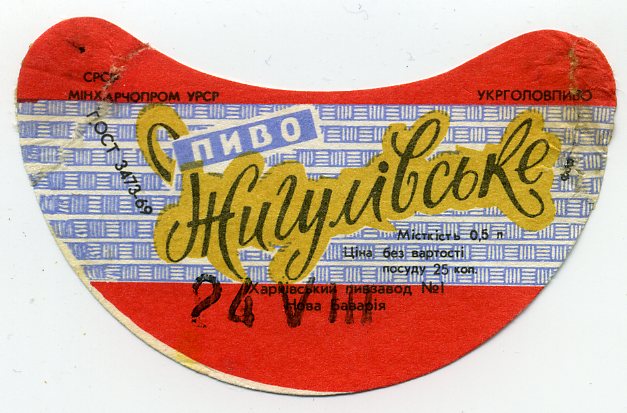 СРСР
МІНХАРЧОПРОМ УРСР
УКРГОЛОВПИВО
ГОСТ 3473-69
ПИВО
Жигулівське
Місткість 0,5 л
Ціна без вартості
посуду 25 коп.
Харківський пивзавод №1
Нова Баварія
24 VIII